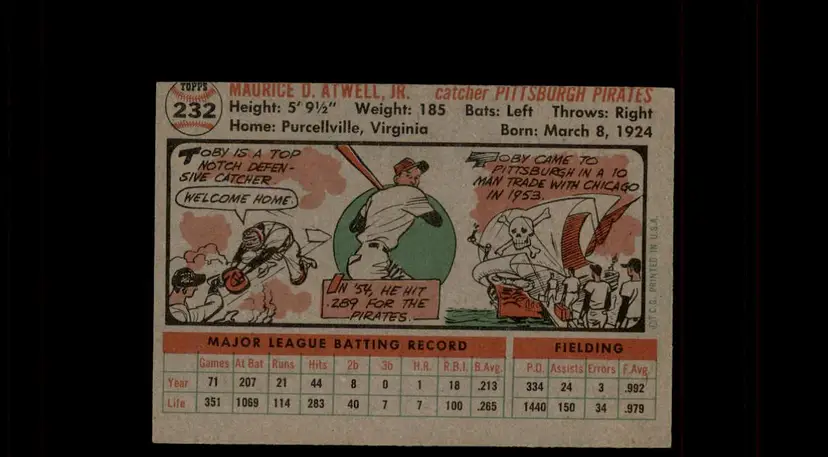 TOPPS
232
MAURICE D. ATWELL, JR. catcher PITTSBURGH PIRATES
Height: 5' 9½" Weight: 185 Bats: Left Throws: Right
Home: Purcellville, Virginia Born: March 8, 1924
TOBY IS A TOP
NOTCH DEFEN-
SIVE CATCHER.
WELCOME HOME.
IN '54, HE HIT
.289 FOR THE
PIRATES.
TOBY CAME TO
PITTSBURGH IN A 10
MAN TRADE WITH CHICAGO
IN 1953.
©T.C.G. PRINTED IN U.S.A.
MAJOR LEAGUE BATTING RECORD FIELDING
Games At Bat Runs Hits 2b 3b H.R. R.B.I. B.Avg. P.O. Assists Errors F.Avg.
Year 71 207 21 44 8 0 1 18 .213 334 24 3 .992
Life 351 1069 114 283 40 7 7 100 .265 1440 150 34 .979